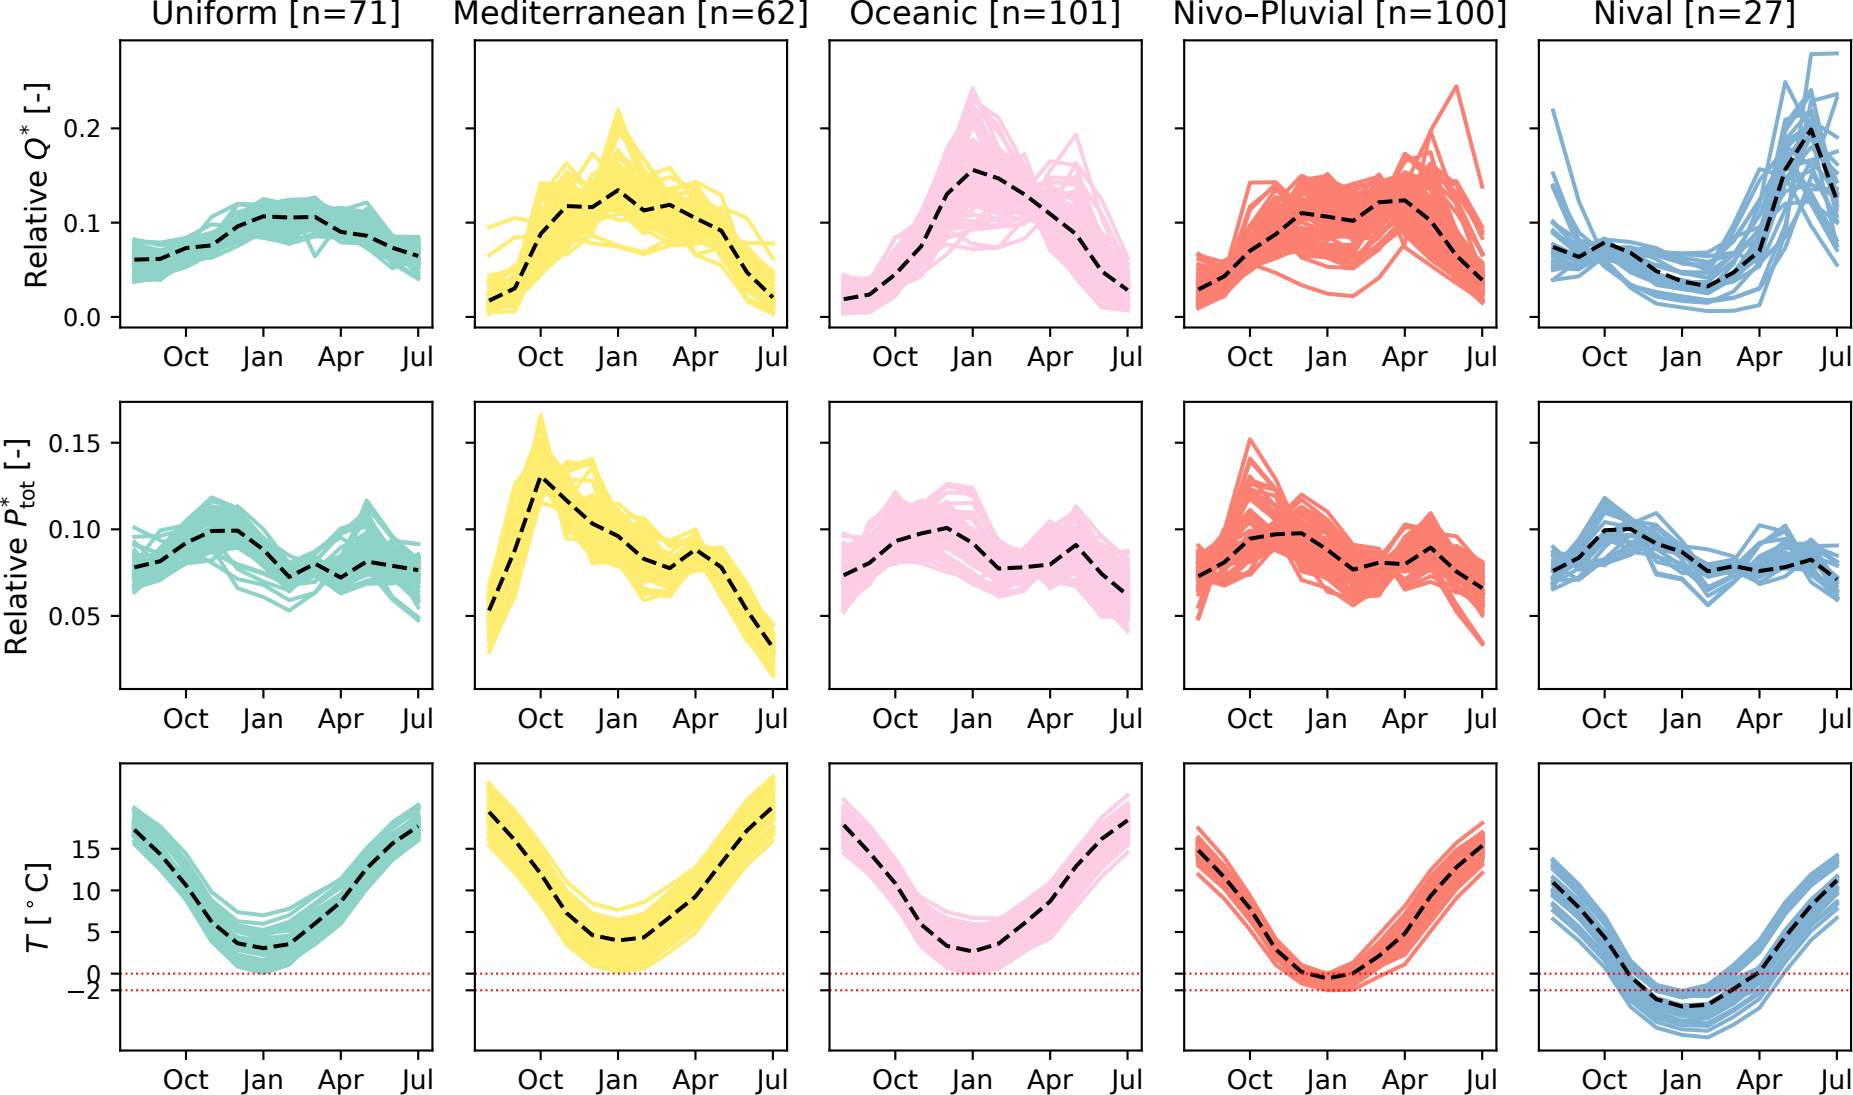 Uniform [n=71] Mediterranean [n=62] Oceanic [n=101] Nivo–Pluvial [n=100] Nival [n=27]
Relative Q* [-]
0.2
0.1
0.0
Oct Jan Apr Jul Oct Jan Apr Jul Oct Jan Apr Jul Oct Jan Apr Jul Oct Jan Apr Jul
Relative P*tot [-]
0.15
0.10
0.05
Oct Jan Apr Jul Oct Jan Apr Jul Oct Jan Apr Jul Oct Jan Apr Jul Oct Jan Apr Jul
T [°C]
15
10
5
0
−2
Oct Jan Apr Jul Oct Jan Apr Jul Oct Jan Apr Jul Oct Jan Apr Jul Oct Jan Apr Jul